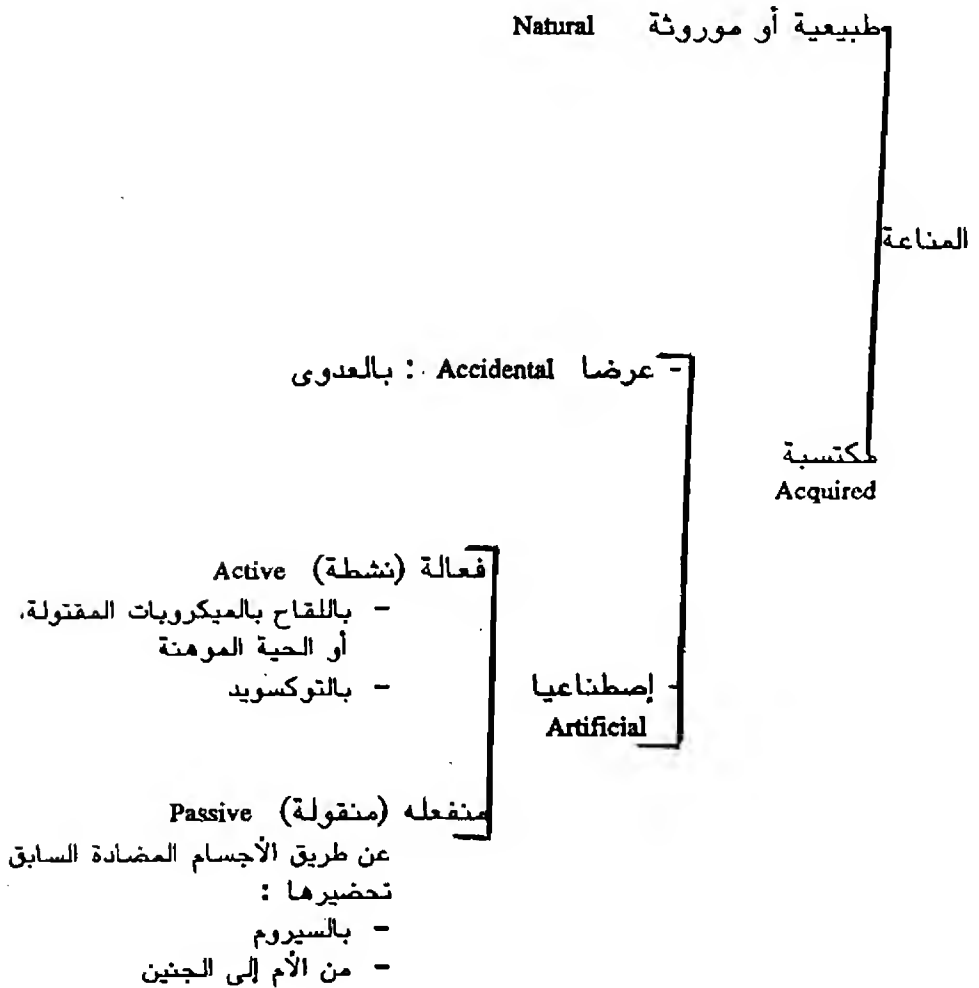 طبيعية أو موروثة Natural
المناعة
- عرضا Accidental : بالعدوى
مكتسبة
Acquired
فعالة (نشطة) Active
- باللقاح بالميكروبات المقتولة،
أو الحية الموهنة
- بالتوكسويد
- إصطناعيا
Artificial
منفعله (منقولة) Passive
عن طريق الأجسام المضادة السابق
تحضيرها :
- بالسيروم
- من الأم إلى الجنين